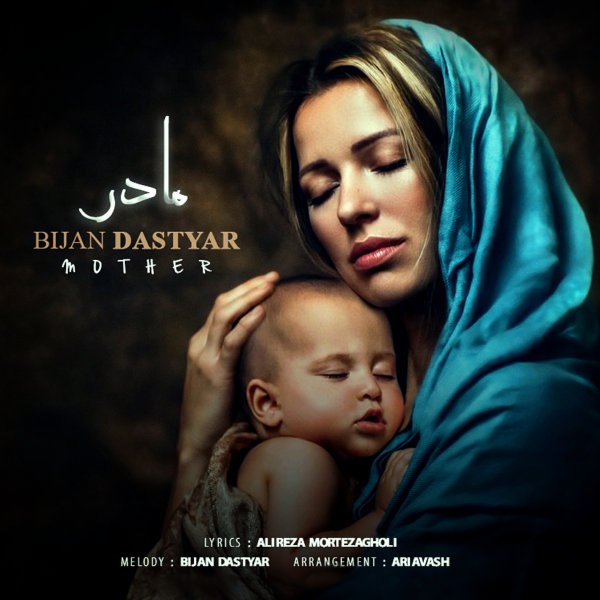 مادر
BIJAN DASTYAR
MOTHER
LYRICS : ALIREZA MORTEZAGHOLI
MELODY : BIJAN DASTYAR ARRANGEMENT : ARIAVASH